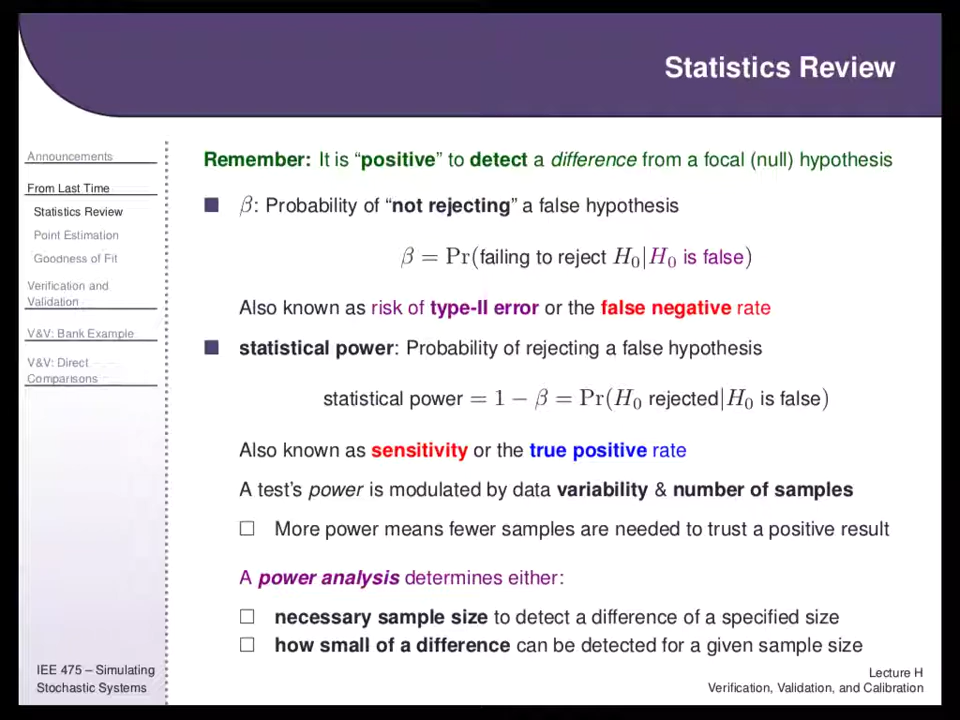 Statistics Review
Announcements
From Last Time
Statistics Review
Point Estimation
Goodness of Fit
Verification and
Validation
V&V: Bank Example
V&V: Direct
Comparisons
IEE 475 – Simulating
Stochastic Systems
Remember: It is “positive” to detect a difference from a focal (null) hypothesis
β: Probability of “not rejecting” a false hypothesis
β = Pr(failing to reject H₀|H₀ is false)
Also known as risk of type-II error or the false negative rate
statistical power: Probability of rejecting a false hypothesis
statistical power = 1 − β = Pr(H₀ rejected|H₀ is false)
Also known as sensitivity or the true positive rate
A test’s power is modulated by data variability & number of samples
More power means fewer samples are needed to trust a positive result
A power analysis determines either:
necessary sample size to detect a difference of a specified size
how small of a difference can be detected for a given sample size
Lecture H
Verification, Validation, and Calibration